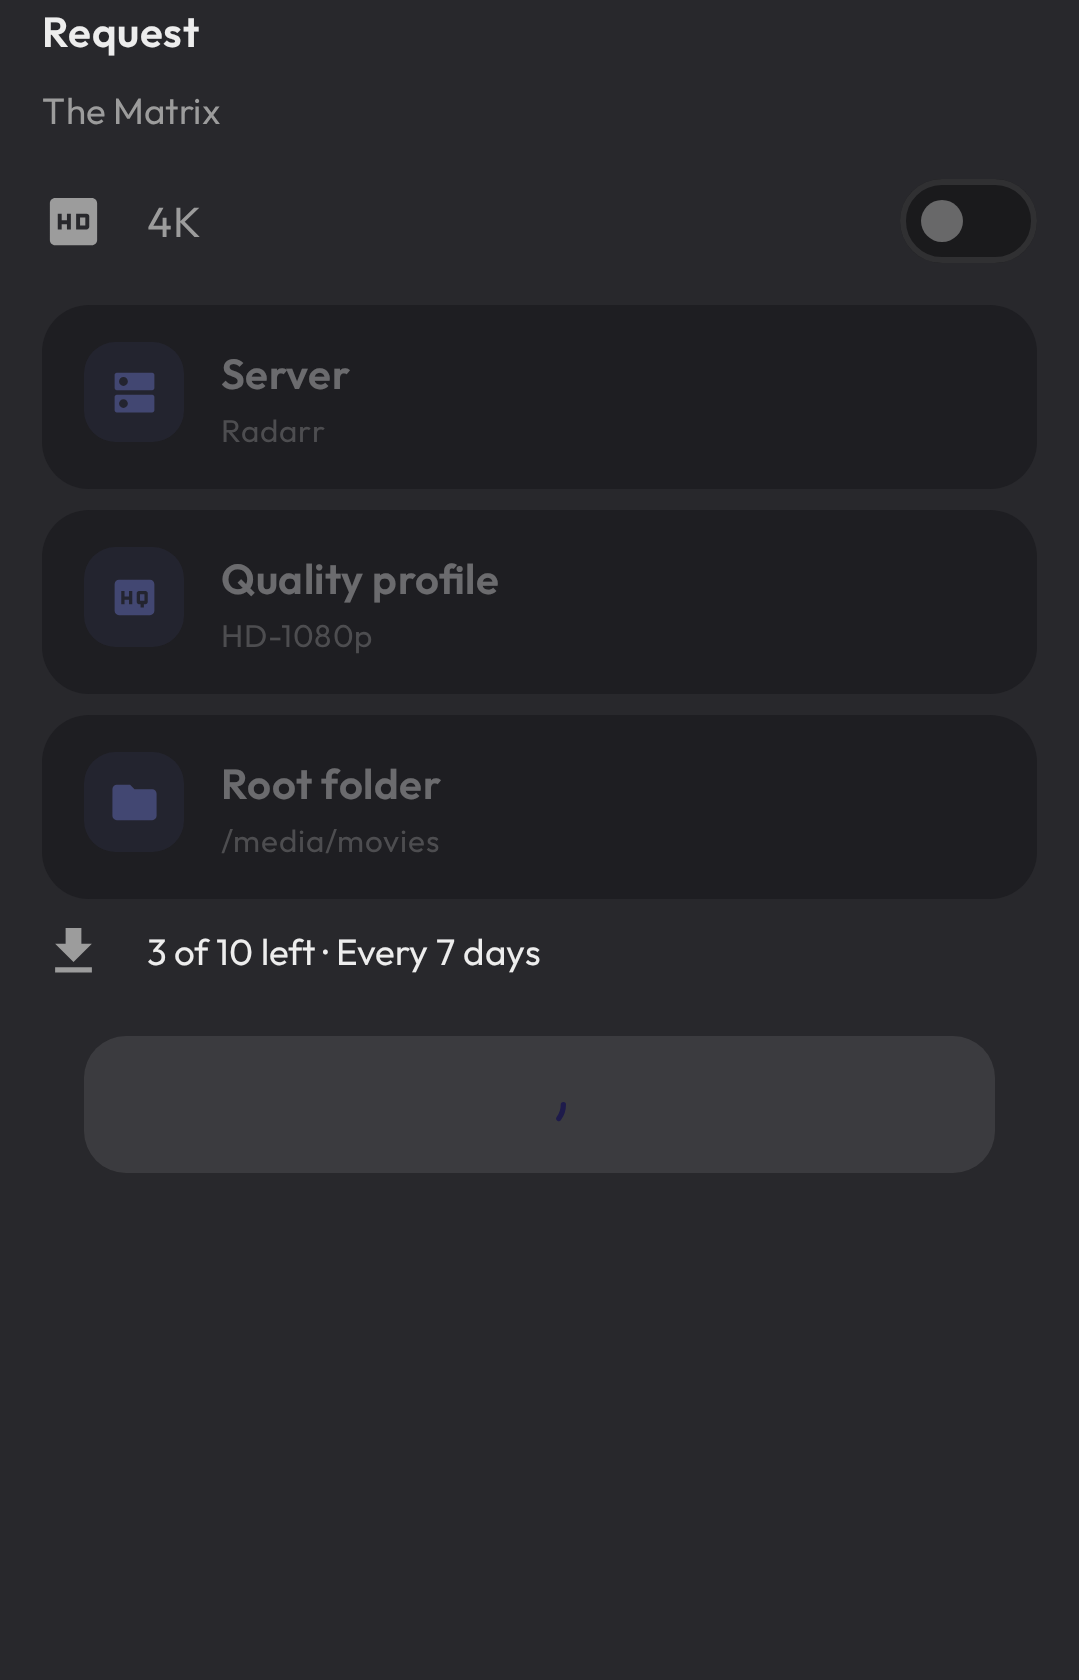 Request
The Matrix
HD 4K
Server
Radarr
HQ
Quality profile
HD-1080p
Root folder
/media/movies
3 of 10 left · Every 7 days